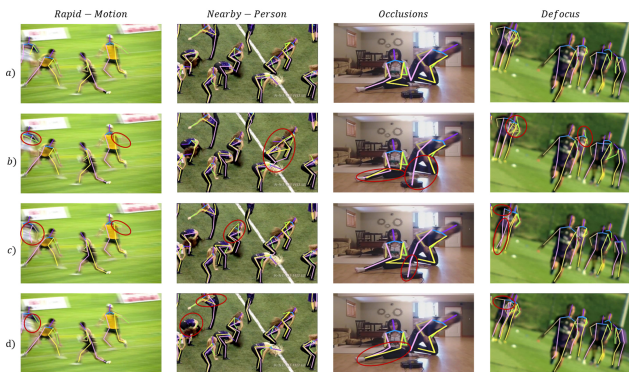 Rapid – Motion Nearby – Person Occlusions Defocus
a)
b)
c)
d)